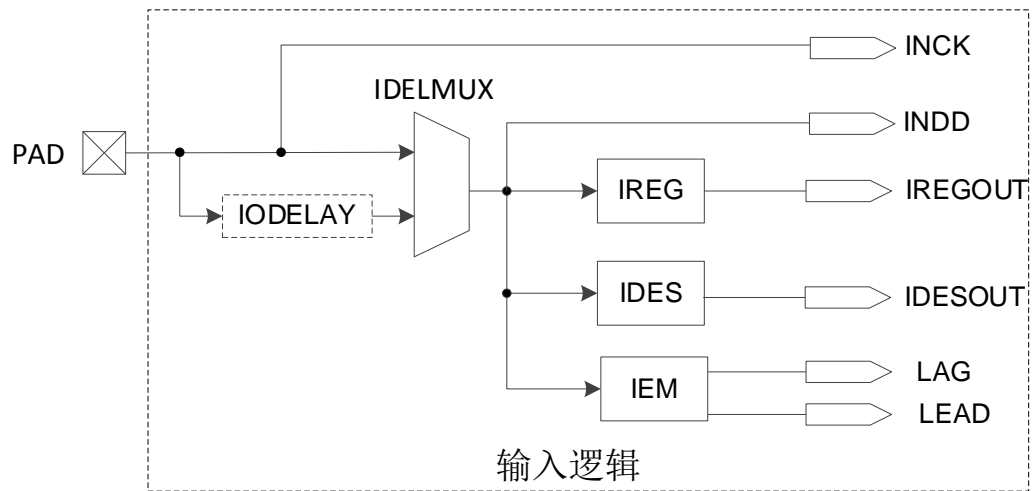 INCK
IDELMUX
INDD
PAD
IREG
IREGOUT
IODELAY
IDES
IDESOUT
IEM
LAG
LEAD
输入逻辑